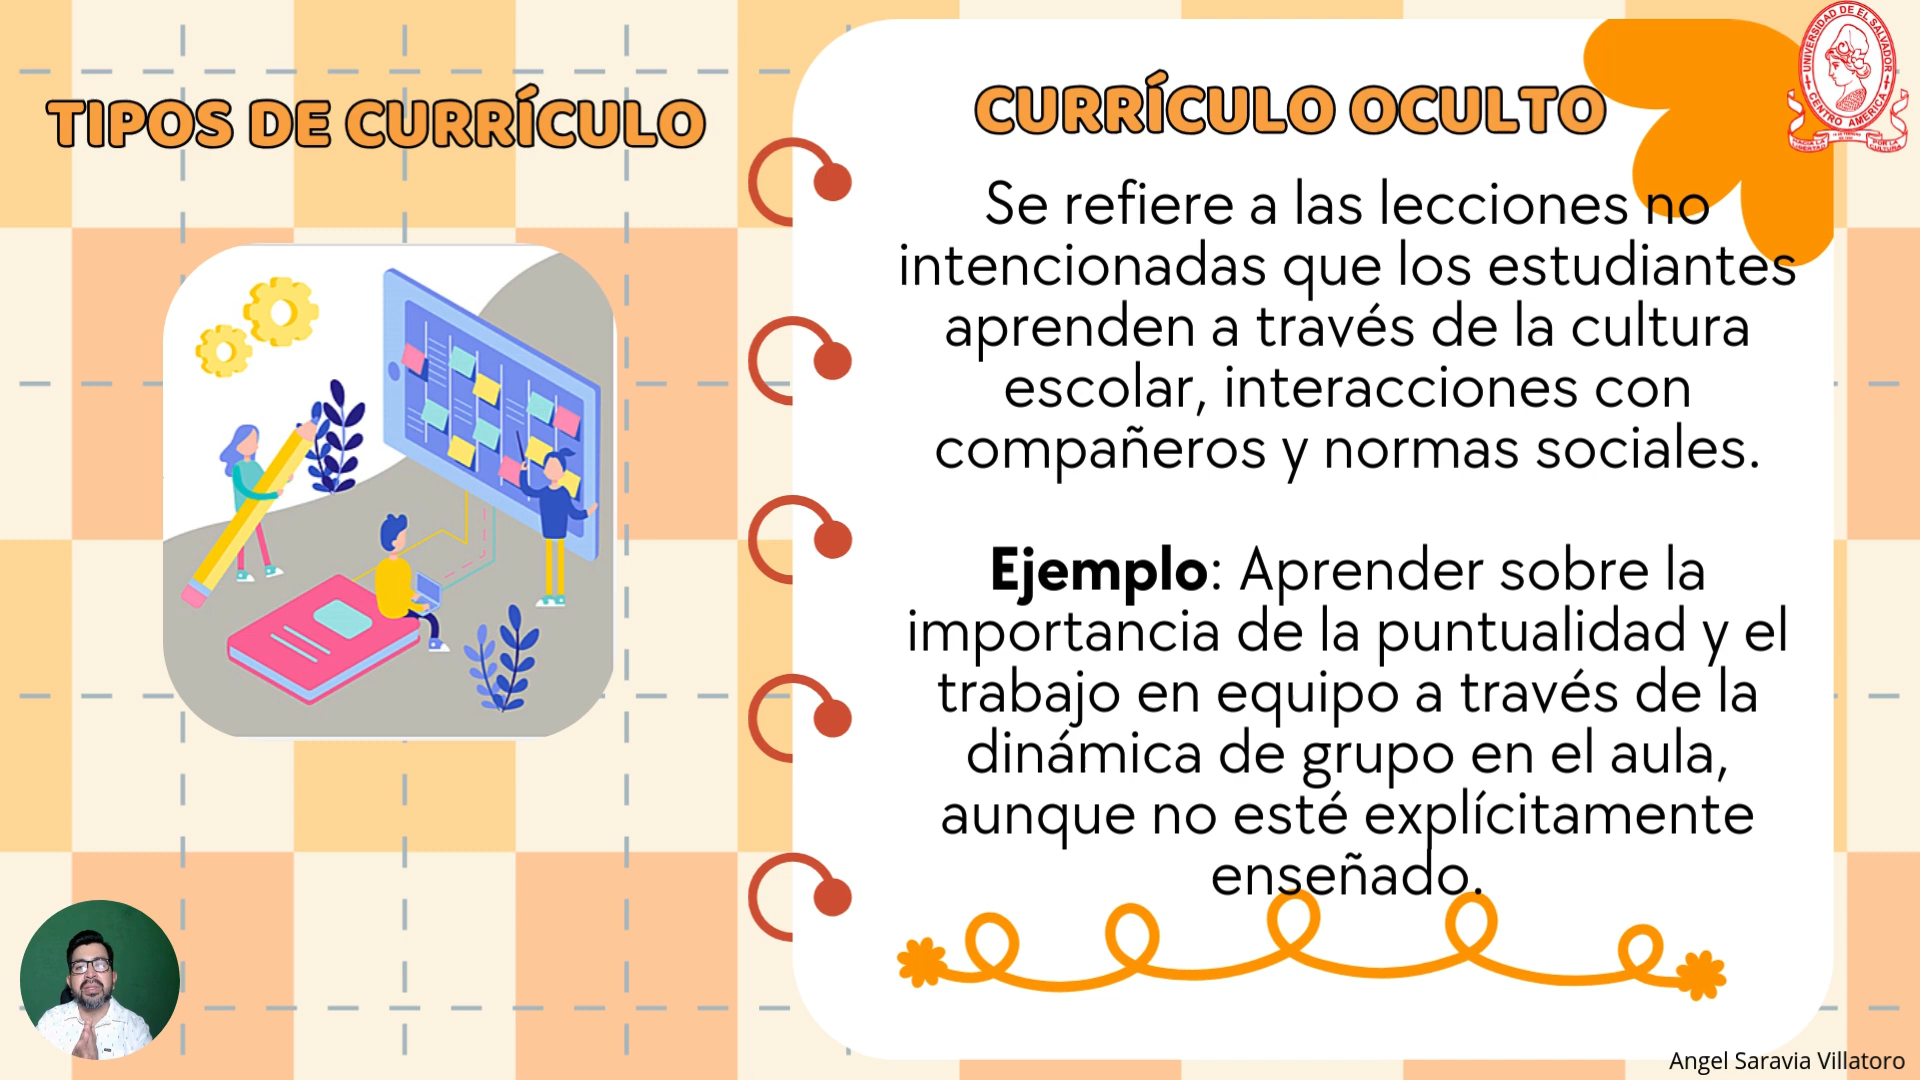 TIPOS DE CURRÍCULO
CURRÍCULO OCULTO
Se refiere a las lecciones no
intencionadas que los estudiantes
aprenden a través de la cultura
escolar, interacciones con
compañeros y normas sociales.
Ejemplo: Aprender sobre la
importancia de la puntualidad y el
trabajo en equipo a través de la
dinámica de grupo en el aula,
aunque no esté explícitamente
enseñado.
UNIVERSIDAD DE EL SALVADOR
CENTRO AMERICA
Angel Saravia Villatoro